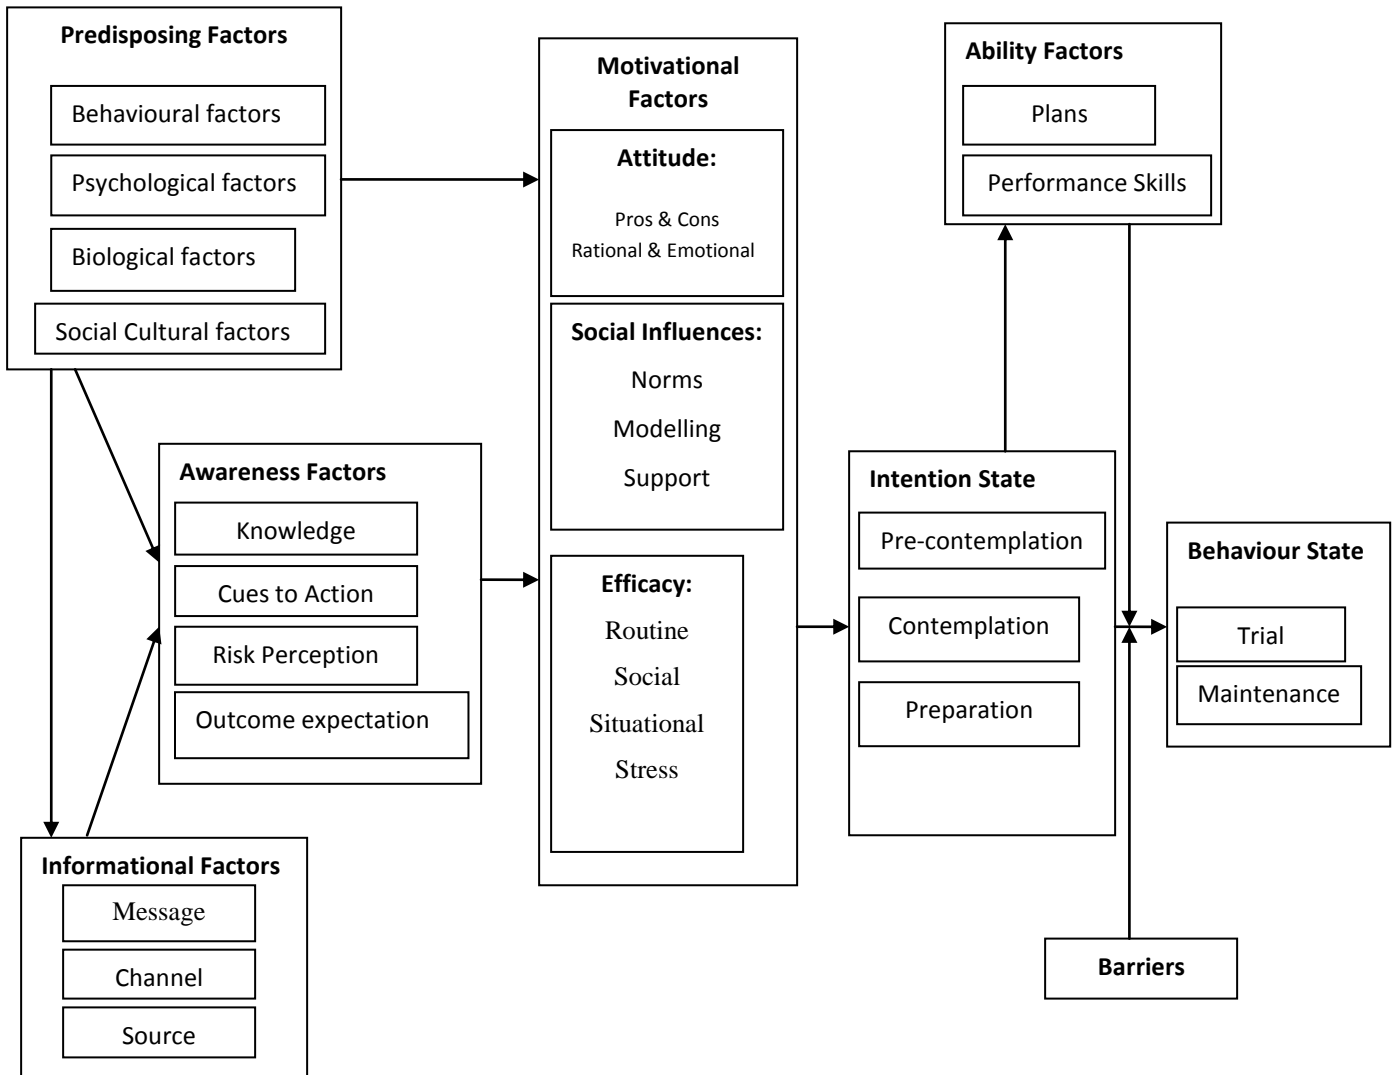 Predisposing Factors
Behavioural factors
Psychological factors
Biological factors
Social Cultural factors
Awareness Factors
Knowledge
Cues to Action
Risk Perception
Outcome expectation
Informational Factors
Message
Channel
Source
Motivational
Factors
Attitude:
Pros & Cons
Rational & Emotional
Social Influences:
Norms
Modelling
Support
Efficacy:
Routine
Social
Situational
Stress
Intention State
Pre-contemplation
Contemplation
Preparation
Ability Factors
Plans
Performance Skills
Behaviour State
Trial
Maintenance
Barriers